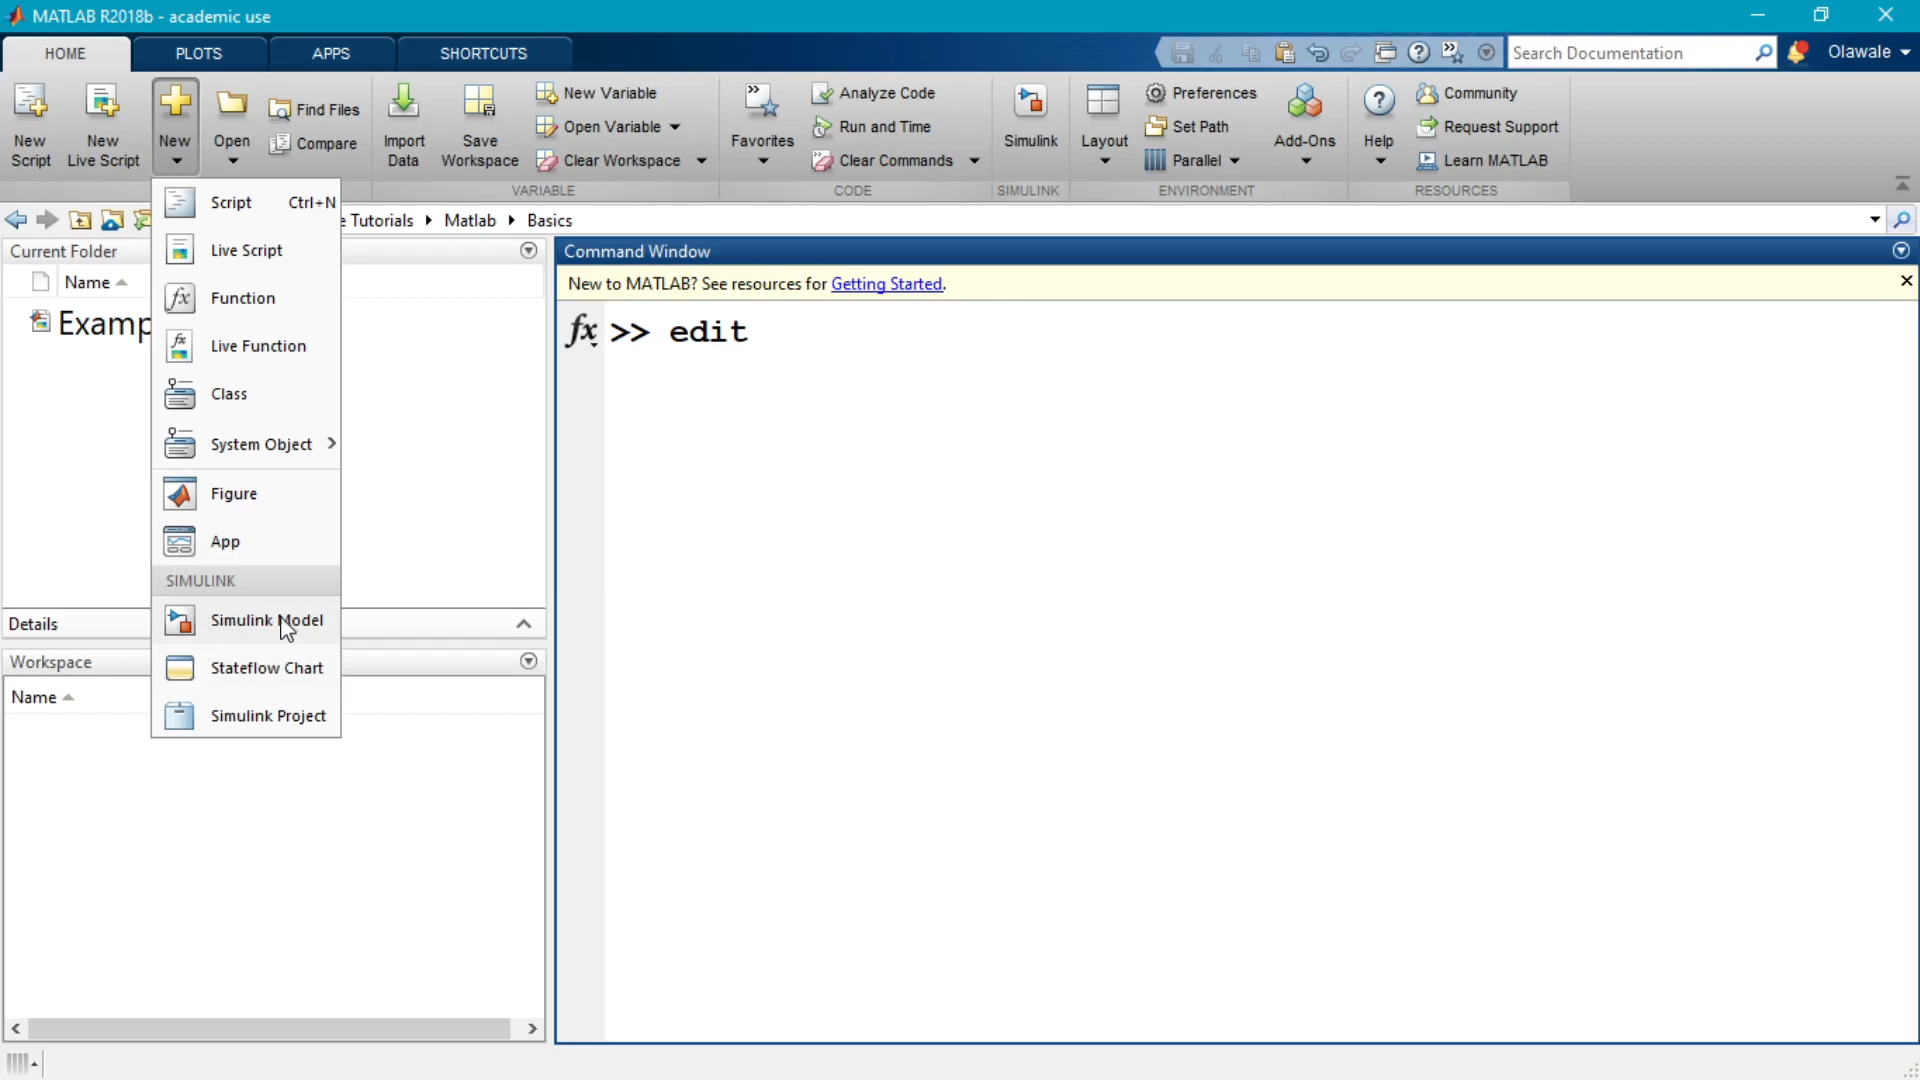 MATLAB R2018b - academic use
HOME
PLOTS
APPS
SHORTCUTS
Search Documentation
Olawale
New Script
New Live Script
New
Open
Find Files
Compare
Import Data
Save Workspace
New Variable
Open Variable
Clear Workspace
Favorites
Analyze Code
Run and Time
Clear Commands
Simulink
Layout
Preferences
Set Path
Parallel
Add-Ons
Help
Community
Request Support
Learn MATLAB
VARIABLE
CODE
SIMULINK
ENVIRONMENT
RESOURCES
Script Ctrl+N
Live Script
Function
Live Function
Class
System Object
Figure
App
SIMULINK
Simulink Model
Stateflow Chart
Simulink Project
e Tutorials Matlab Basics
Current Folder
Name
Examp
Details
Workspace
Name
Command Window
New to MATLAB? See resources for Getting Started.
fx >> edit